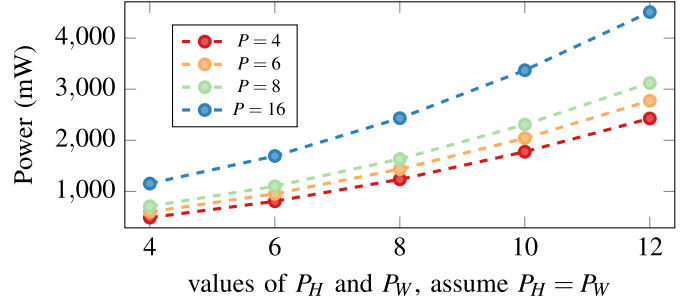 4,000
3,000
2,000
1,000
Power (mW)
P = 4
P = 6
P = 8
P = 16
4 6 8 10 12
values of P_H and P_W, assume P_H = P_W